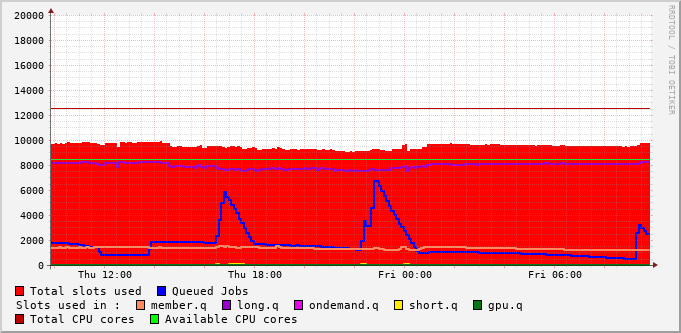 20000
18000
16000
14000
12000
10000
8000
6000
4000
2000
0
Thu 12:00 Thu 18:00 Fri 00:00 Fri 06:00
RRDTOOL / TOBI OETIKER
Total slots used Queued Jobs
Slots used in : member.q long.q ondemand.q short.q gpu.q
Total CPU cores Available CPU cores